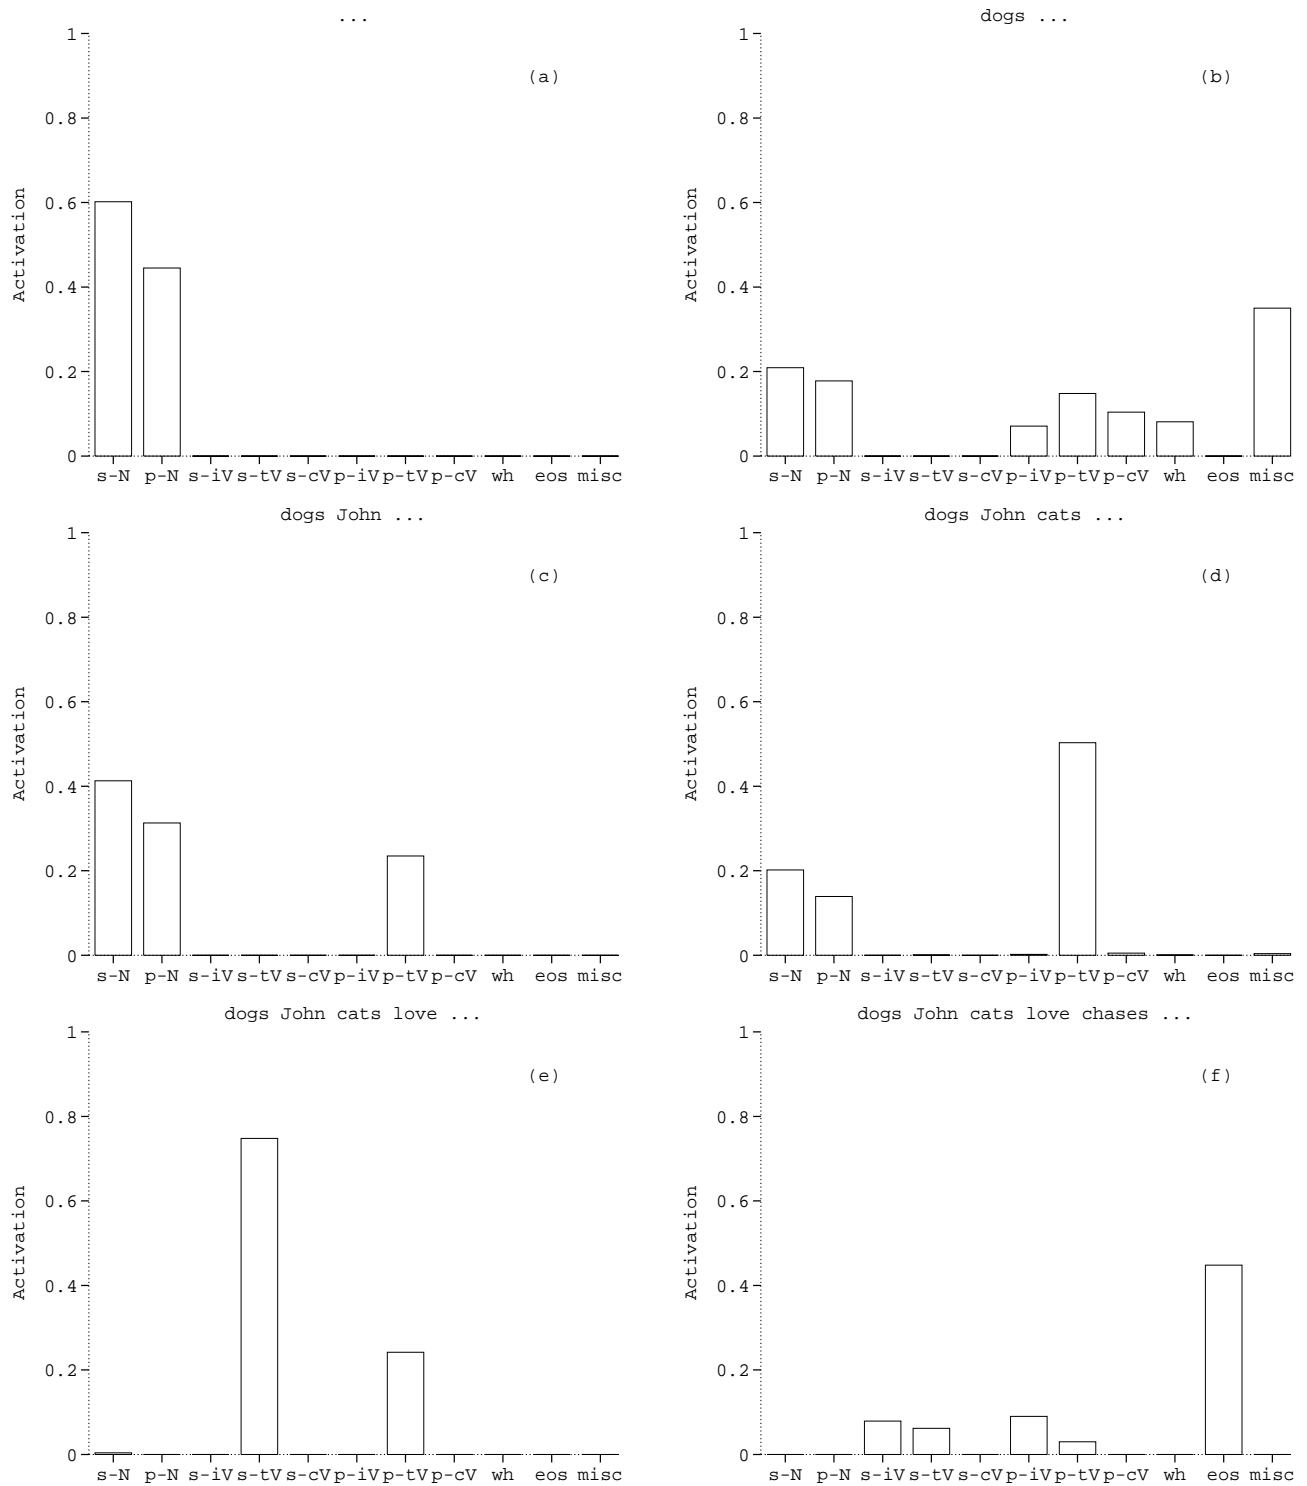 ...
1
0.8
0.6
0.4
0.2
0
Activation
(a)
s-N p-N s-iV s-tV s-cV p-iV p-tV p-cV wh eos misc
dogs ...
1
0.8
0.6
0.4
0.2
0
Activation
(b)
s-N p-N s-iV s-tV s-cV p-iV p-tV p-cV wh eos misc
dogs John ...
1
0.8
0.6
0.4
0.2
0
Activation
(c)
s-N p-N s-iV s-tV s-cV p-iV p-tV p-cV wh eos misc
dogs John cats ...
1
0.8
0.6
0.4
0.2
0
Activation
(d)
s-N p-N s-iV s-tV s-cV p-iV p-tV p-cV wh eos misc
dogs John cats love ...
1
0.8
0.6
0.4
0.2
0
Activation
(e)
s-N p-N s-iV s-tV s-cV p-iV p-tV p-cV wh eos misc
dogs John cats love chases ...
1
0.8
0.6
0.4
0.2
0
Activation
(f)
s-N p-N s-iV s-tV s-cV p-iV p-tV p-cV wh eos misc